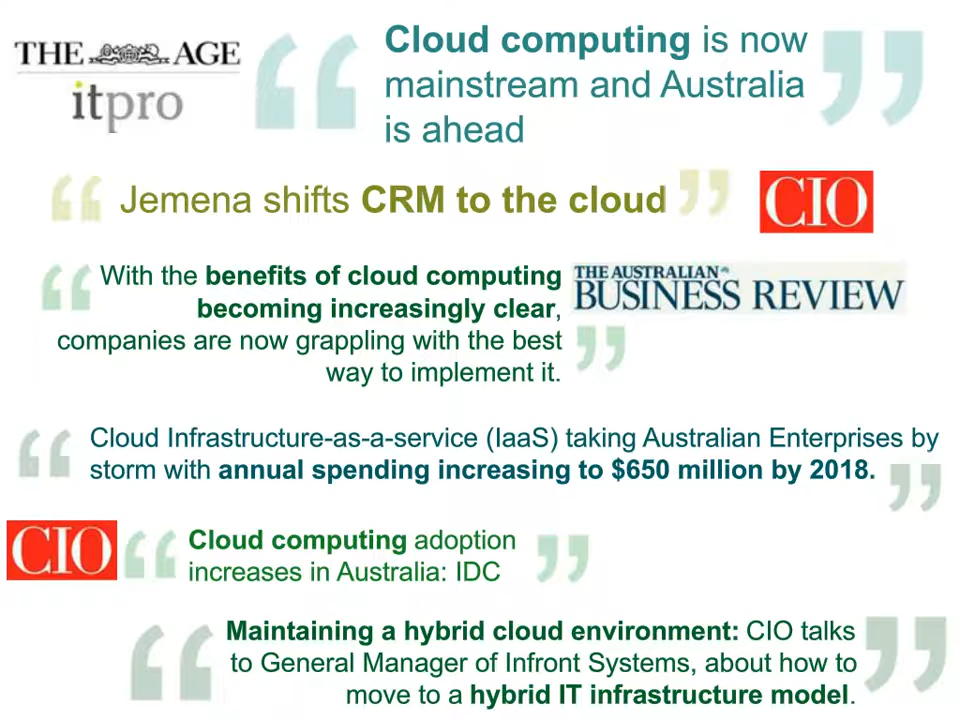 THE AGE
itpro
Cloud computing is now
mainstream and Australia
is ahead
Jemena shifts CRM to the cloud
CIO
With the benefits of cloud computing
becoming increasingly clear,
companies are now grappling with the best
way to implement it.
THE AUSTRALIAN
BUSINESS REVIEW
Cloud Infrastructure-as-a-service (IaaS) taking Australian Enterprises by
storm with annual spending increasing to $650 million by 2018.
CIO
Cloud computing adoption
increases in Australia: IDC
Maintaining a hybrid cloud environment: CIO talks
to General Manager of Infront Systems, about how to
move to a hybrid IT infrastructure model.